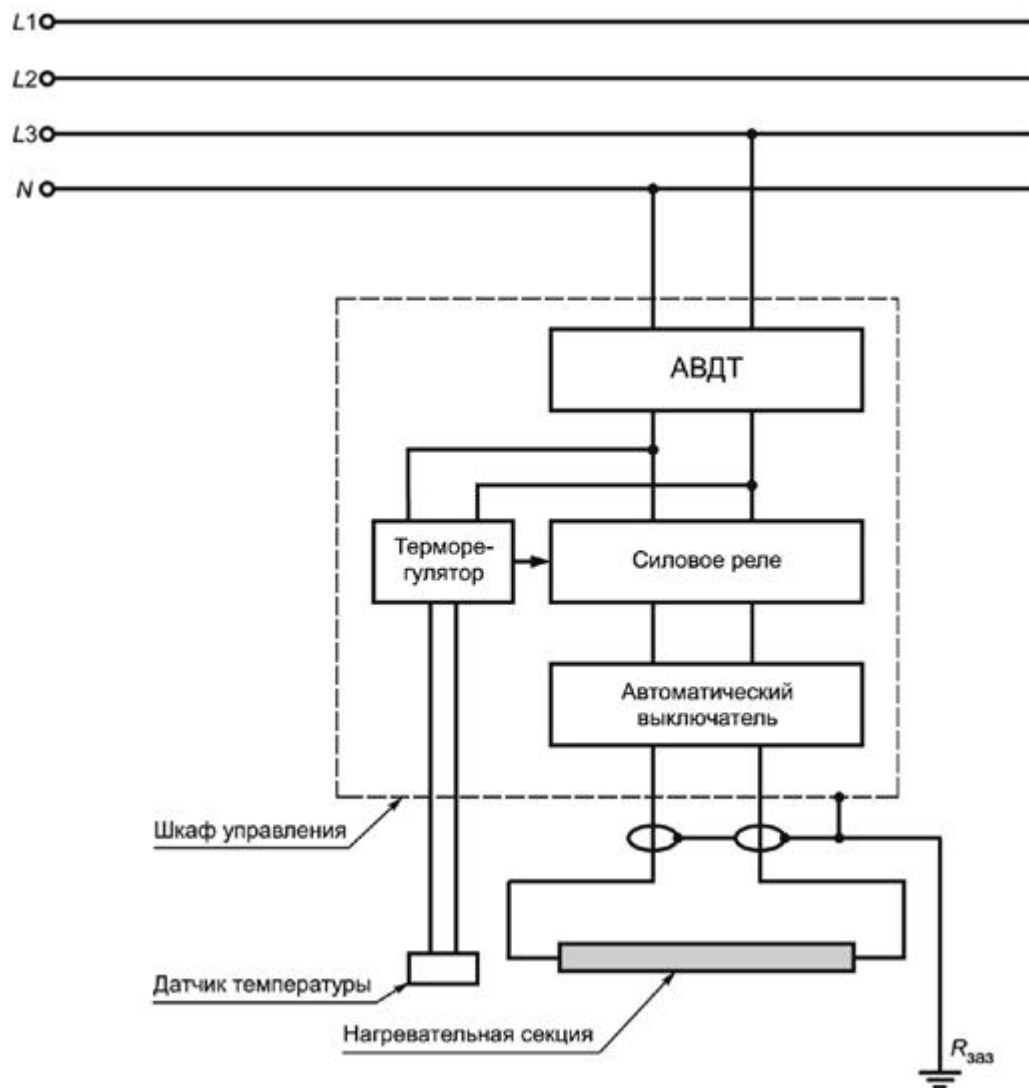 L1
L2
L3
N
АВДТ
Терморе-
гулятор
Силовое реле
Автоматический
выключатель
Шкаф управления
Датчик температуры
Нагревательная секция
Rзаз